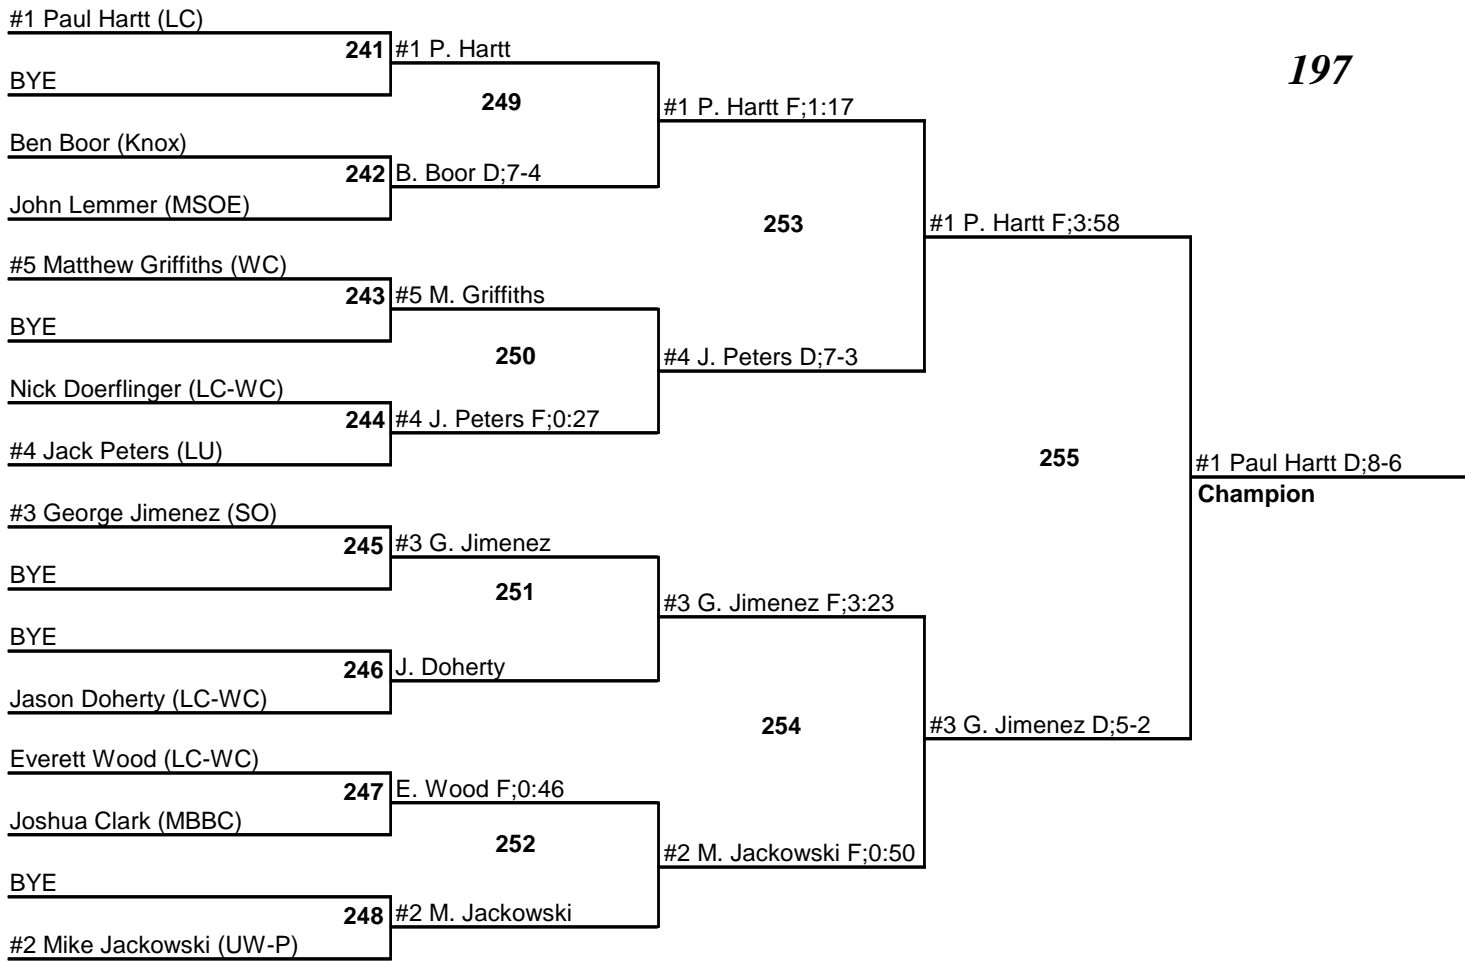 #1 Paul Hartt (LC)
241 #1 P. Hartt
197
BYE
249
#1 P. Hartt F;1:17
Ben Boor (Knox)
242 B. Boor D;7-4
John Lemmer (MSOE)
253
#1 P. Hartt F;3:58
#5 Matthew Griffiths (WC)
243 #5 M. Griffiths
BYE
250
#4 J. Peters D;7-3
Nick Doerflinger (LC-WC)
244 #4 J. Peters F;0:27
#4 Jack Peters (LU)
255
#1 Paul Hartt D;8-6
Champion
#3 George Jimenez (SO)
245 #3 G. Jimenez
BYE
251
#3 G. Jimenez F;3:23
BYE
246 J. Doherty
Jason Doherty (LC-WC)
254
#3 G. Jimenez D;5-2
Everett Wood (LC-WC)
247 E. Wood F;0:46
Joshua Clark (MBBC)
252
#2 M. Jackowski F;0:50
BYE
248 #2 M. Jackowski
#2 Mike Jackowski (UW-P)